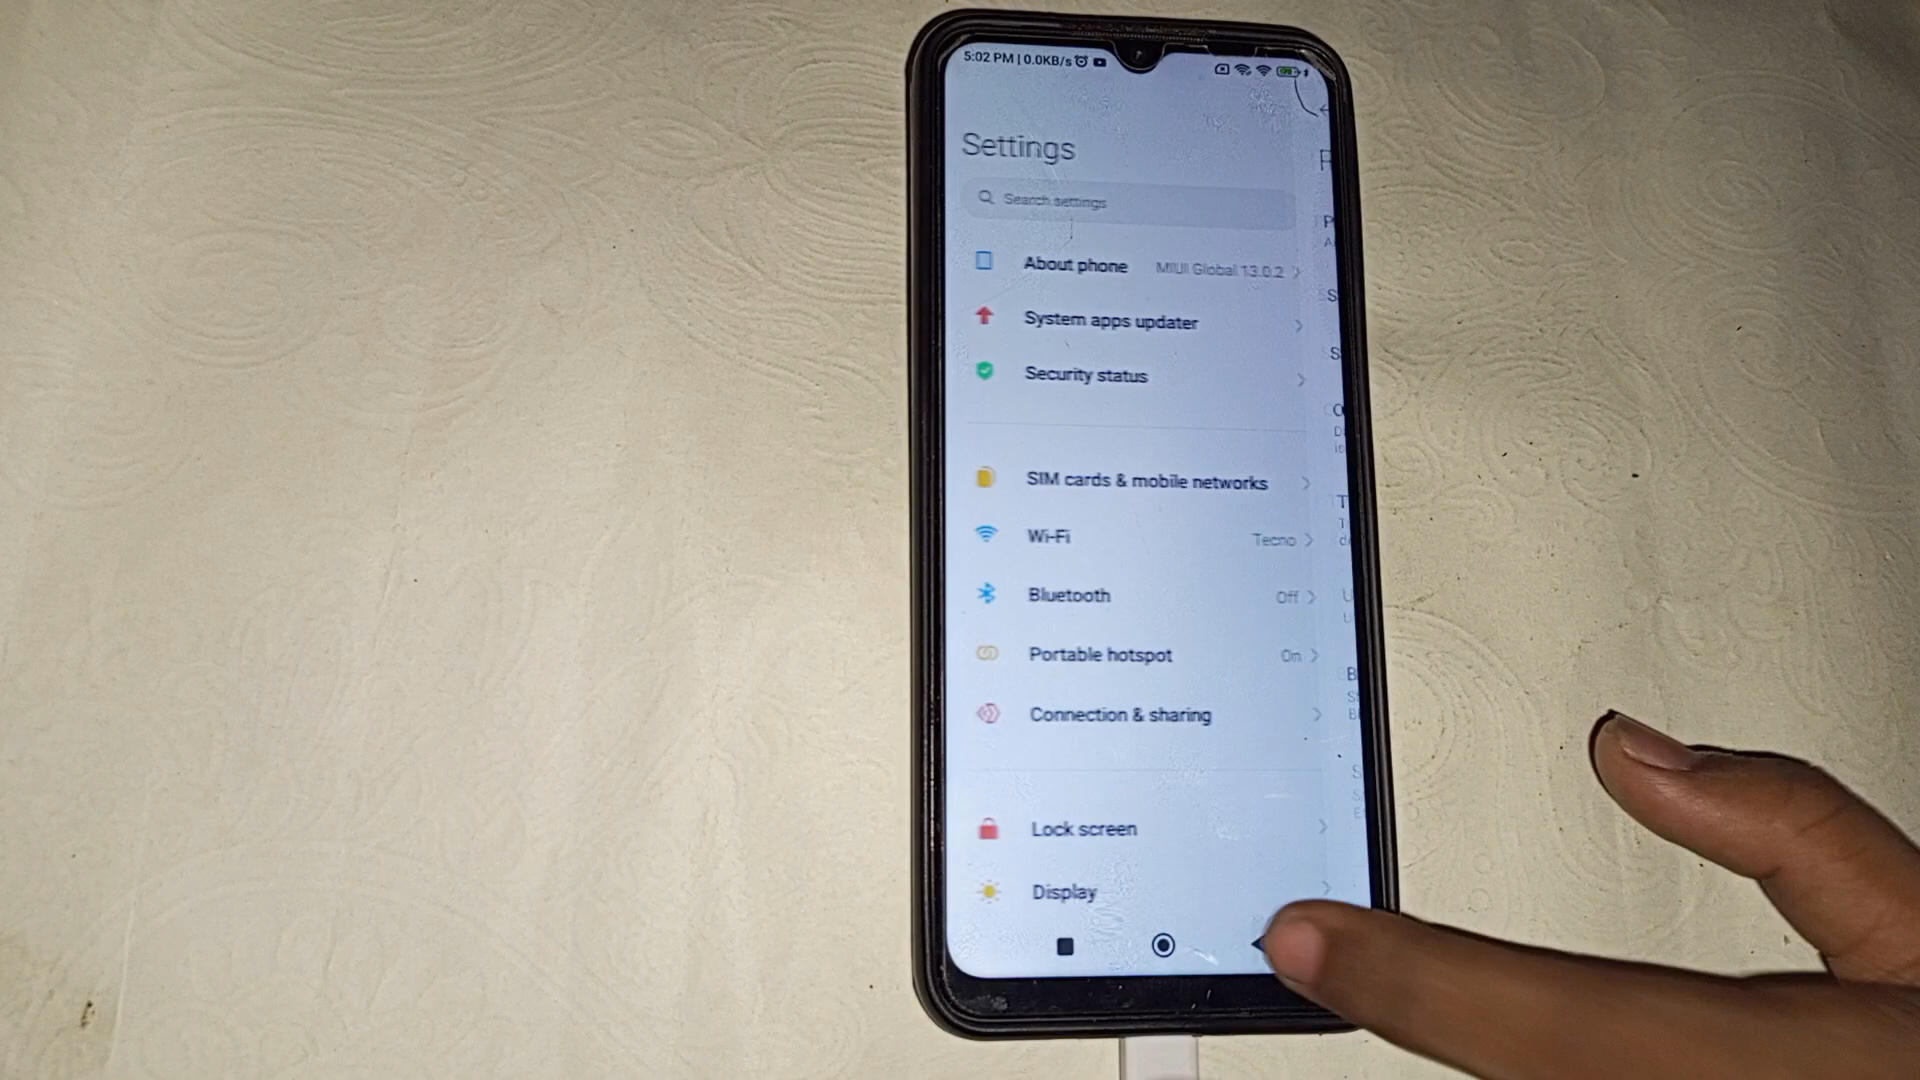 5:02 PM | 0.0KB/s
Settings
Search settings
About phone MIUI Global 13.0.2
System apps updater
Security status
SIM cards & mobile networks
Wi-Fi Tecno
Bluetooth Off
Portable hotspot On
Connection & sharing
Lock screen
Display